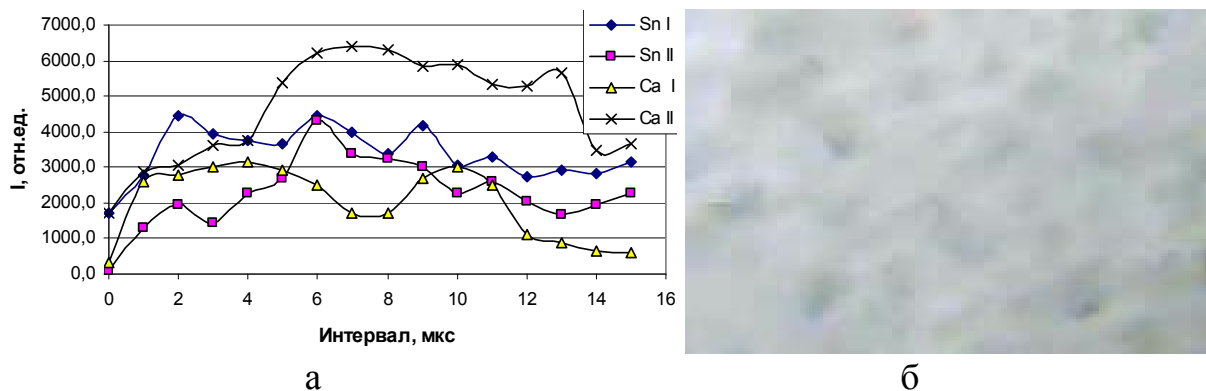 7000,0
6000,0
5000,0
4000,0
3000,0
2000,0
1000,0
0,0
I, отн.ед.
0 2 4 6 8 10 12 14 16
Интервал, мкс
Sn I
Sn II
Ca I
Ca II
а
б